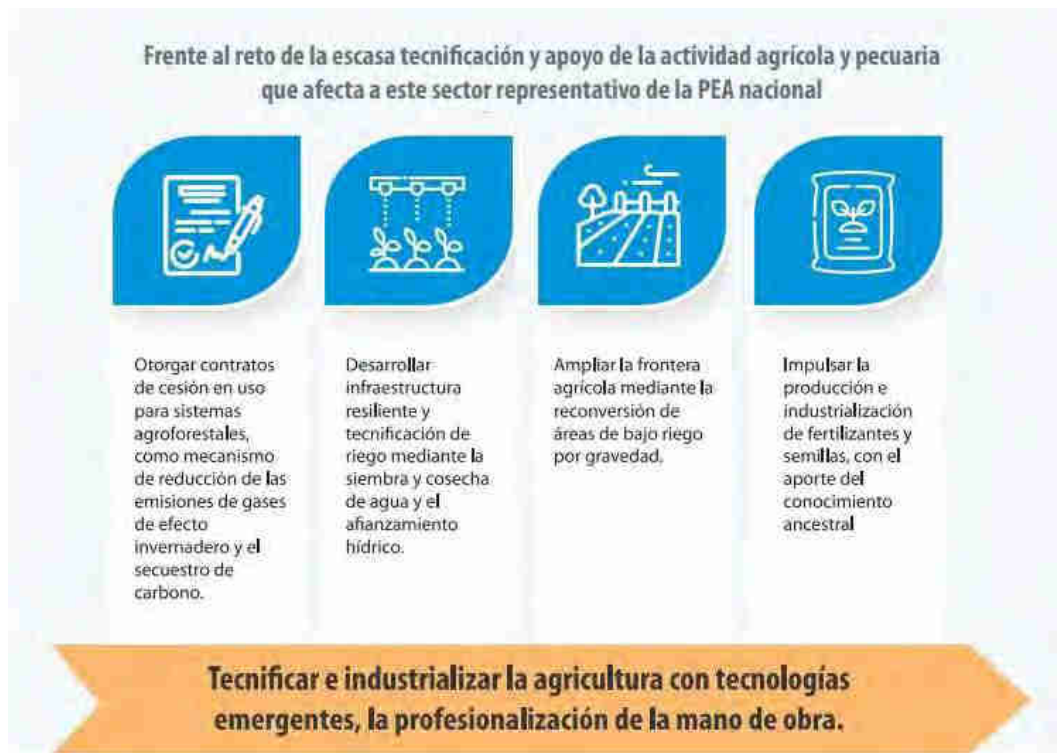 Frente al reto de la escasa tecnificación y apoyo de la actividad agrícola y pecuaria
que afecta a este sector representativo de la PEA nacional
Otorgar contratos
de cesión en uso
para sistemas
agroforestales,
como mecanismo
de reducción de las
emisiones de gases
de efecto
invernadero y el
secuestro de
carbono.
Desarrollar
infraestructura
resiliente y
tecnificación de
riego mediante la
siembra y cosecha
de agua y el
afianzamiento
hídrico.
Ampliar la frontera
agrícola mediante la
reconversión de
áreas de bajo riego
por gravedad.
Impulsar la
producción e
industrialización
de fertilizantes y
semillas, con el
aporte del
conocimiento
ancestral
Tecnificar e industrializar la agricultura con tecnologías
emergentes, la profesionalización de la mano de obra.